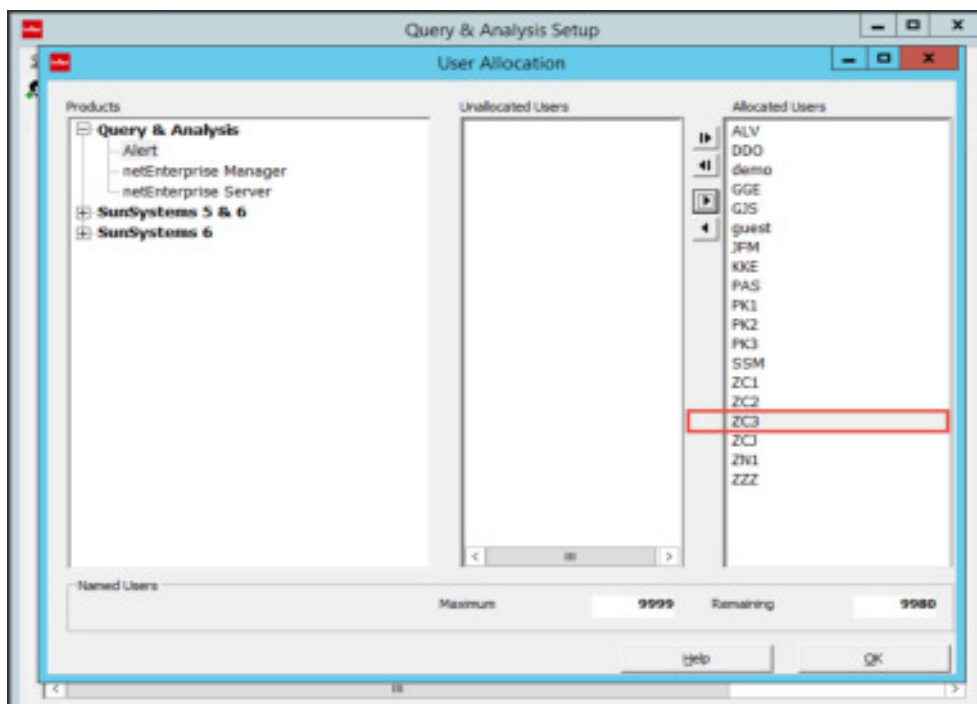 Query & Analysis Setup
User Allocation
Products
Unallocated Users
Allocated Users
Query & Analysis
Alert
netEnterprise Manager
netEnterprise Server
SunSystems 5 & 6
SunSystems 6
ALV
DDO
demo
GGE
GJS
guest
JFM
KKE
PAS
PK1
PK2
PK3
SSM
ZC1
ZC2
ZC3
ZCJ
ZN1
ZZZ
Named Users
Maximum 9999 Remaining 9980
Help OK